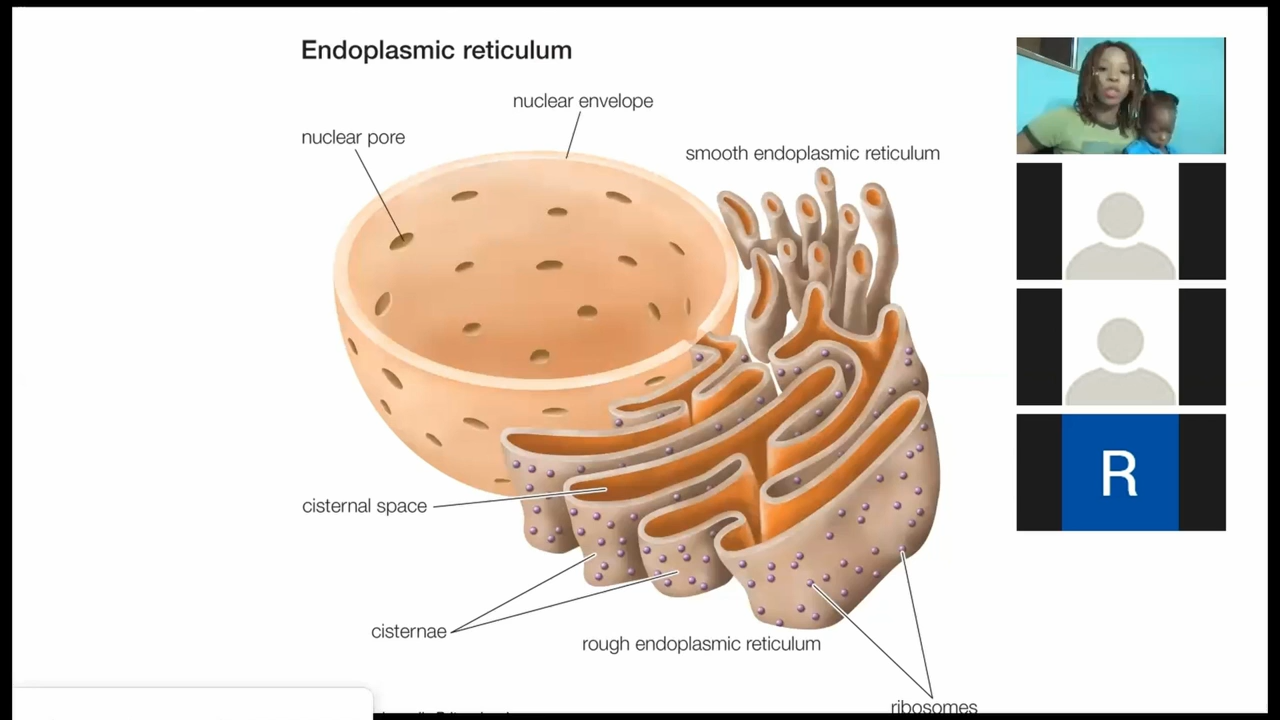 Endoplasmic reticulum
nuclear envelope
nuclear pore
smooth endoplasmic reticulum
R
cisternal space
cisternae
rough endoplasmic reticulum
ribosomes